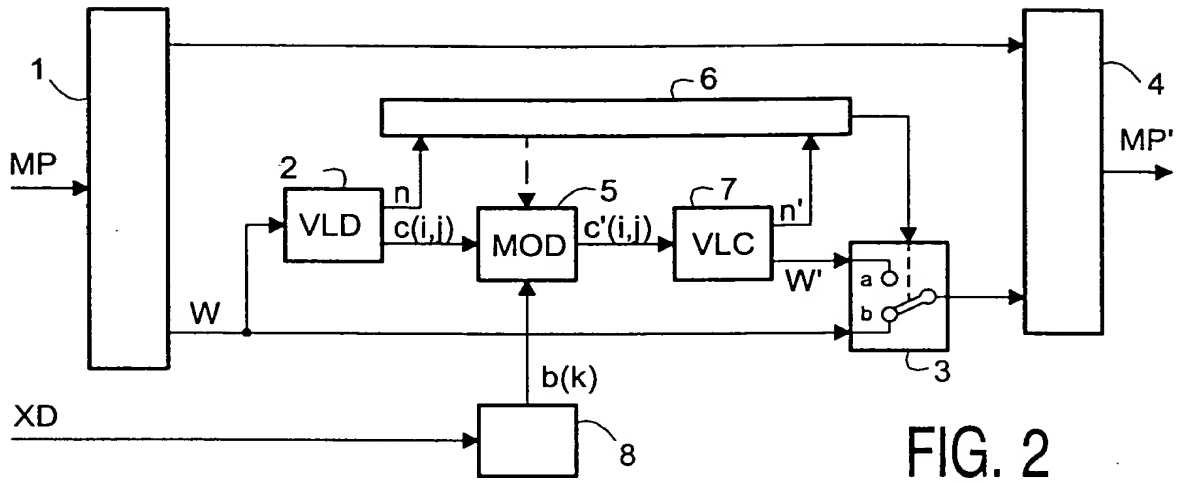 1
6
4
MP
MP'
2
n
5
7
n'
VLD
c(i,j)
MOD
c'(i,j)
VLC
W'
a
b
W
3
b(k)
XD
8
FIG. 2